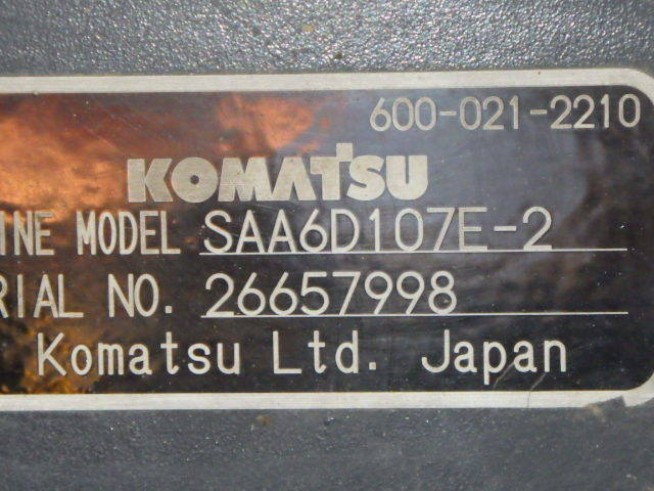 600-021-2210
KOMATSU
INE MODEL SAA6D107E-2
RIAL NO. 26657998
Komatsu Ltd. Japan